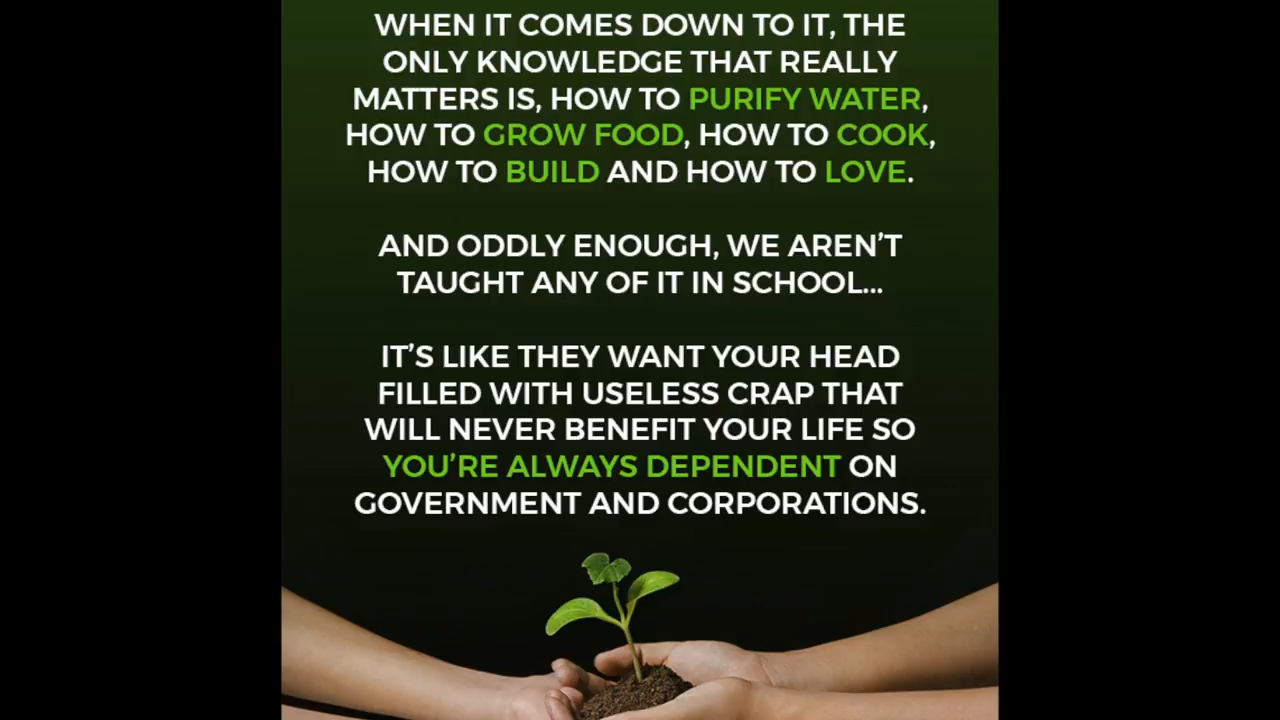 WHEN IT COMES DOWN TO IT, THE
ONLY KNOWLEDGE THAT REALLY
MATTERS IS, HOW TO PURIFY WATER,
HOW TO GROW FOOD, HOW TO COOK,
HOW TO BUILD AND HOW TO LOVE.
AND ODDLY ENOUGH, WE AREN'T
TAUGHT ANY OF IT IN SCHOOL...
IT'S LIKE THEY WANT YOUR HEAD
FILLED WITH USELESS CRAP THAT
WILL NEVER BENEFIT YOUR LIFE SO
YOU'RE ALWAYS DEPENDENT ON
GOVERNMENT AND CORPORATIONS.